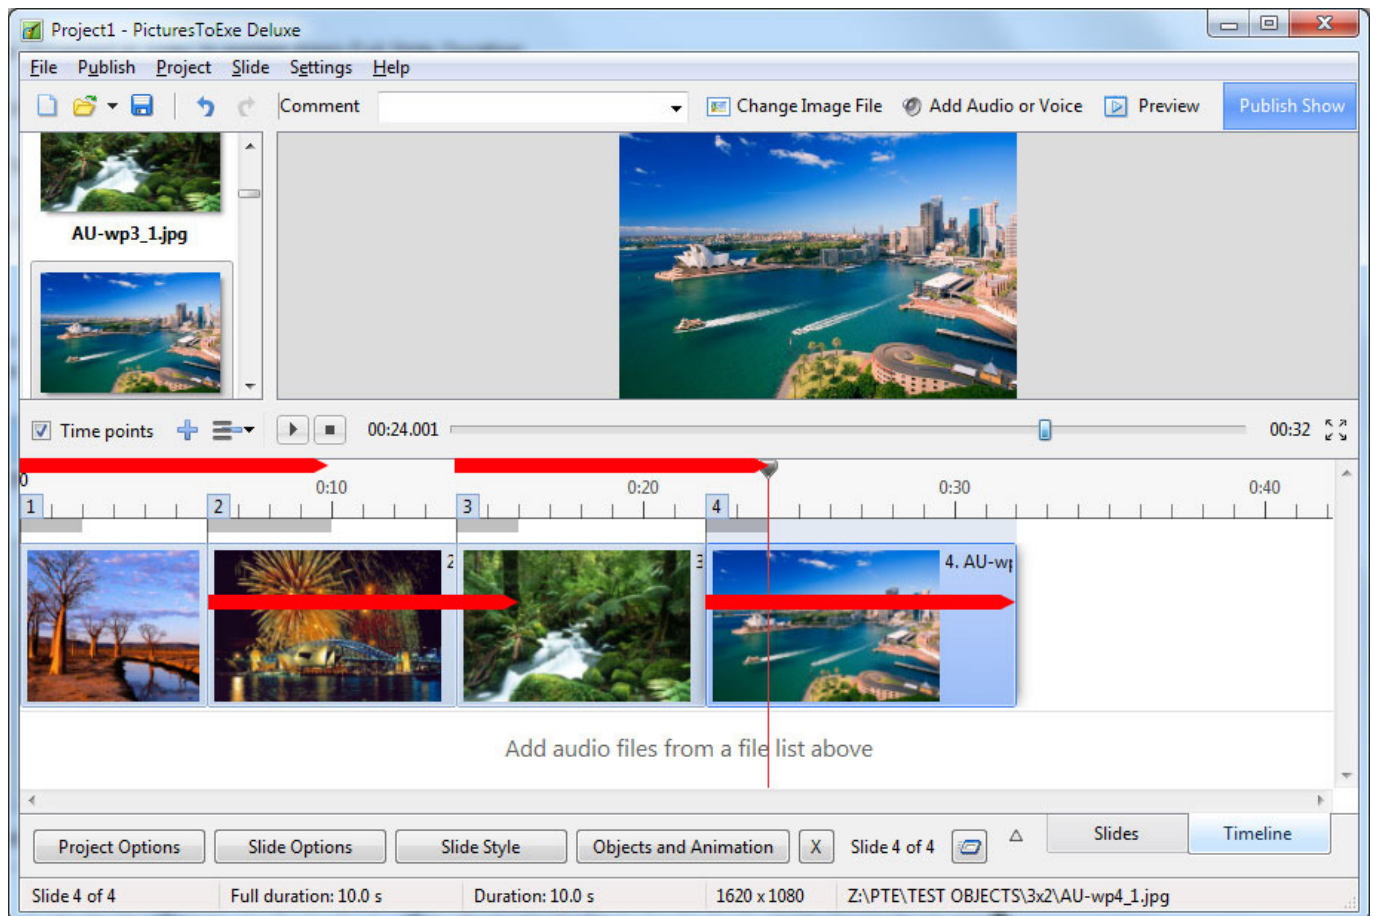 Project1 - PicturesToExe Deluxe
File Publish Project Slide Settings Help
Comment Change Image File Add Audio or Voice Preview Publish Show
AU-wp3_1.jpg
Time points 00:24.001 00:32
0 0:10 0:20 0:30 0:40
1 2 3 4
2 3 4. AU-wp
Add audio files from a file list above
Project Options Slide Options Slide Style Objects and Animation X Slide 4 of 4 Slides Timeline
Slide 4 of 4 Full duration: 10.0 s Duration: 10.0 s 1620 x 1080 Z:\PTE\TEST OBJECTS\3x2\AU-wp4_1.jpg